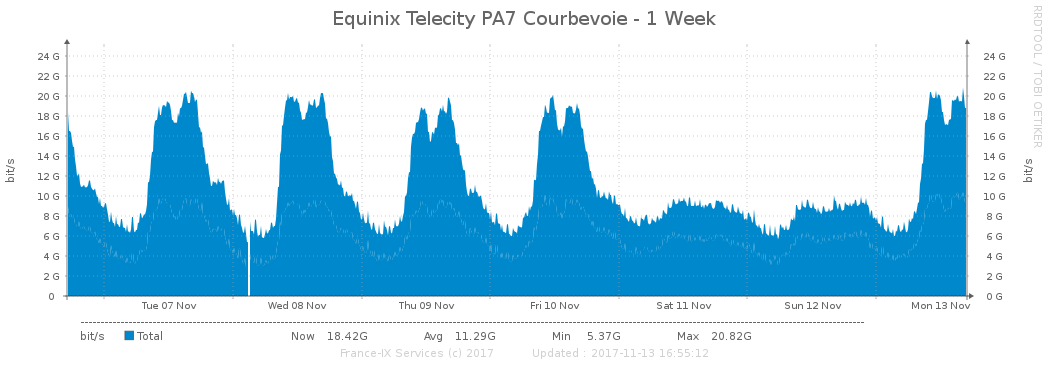 Equinix Telecity PA7 Courbevoie - 1 Week
RRDTOOL / TOBI OETIKER
bit/s
24 G 24 G
22 G 22 G
20 G 20 G
18 G 18 G
16 G 16 G
14 G 14 G
12 G 12 G
10 G 10 G
8 G 8 G
6 G 6 G
4 G 4 G
2 G 2 G
0 0 G
bit/s
Tue 07 Nov Wed 08 Nov Thu 09 Nov Fri 10 Nov Sat 11 Nov Sun 12 Nov Mon 13 Nov
bit/s Total Now 18.42G Avg 11.29G Min 5.37G Max 20.82G
France-IX Services (c) 2017 Updated : 2017-11-13 16:55:12